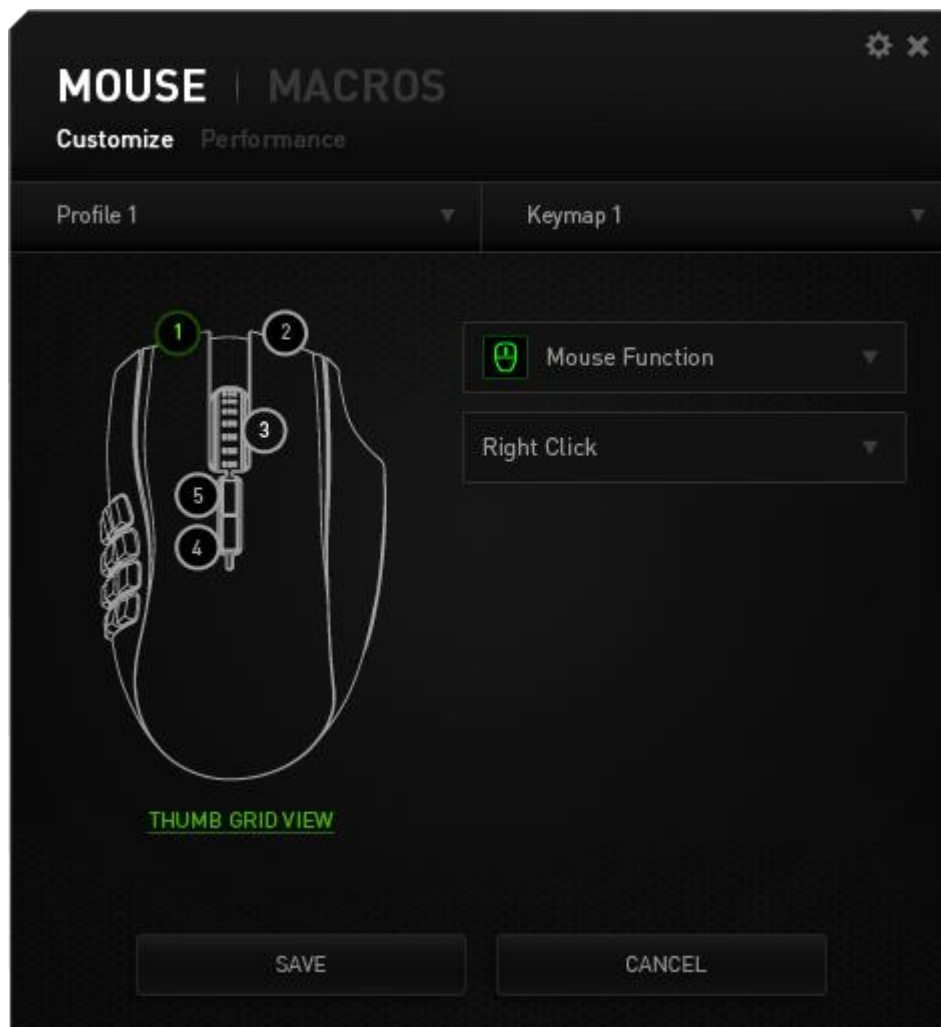 MOUSE | MACROS
Customize Performance
Profile 1 Keymap 1
1 2
Mouse Function
3
Right Click
5
4
THUMB GRID VIEW
SAVE CANCEL